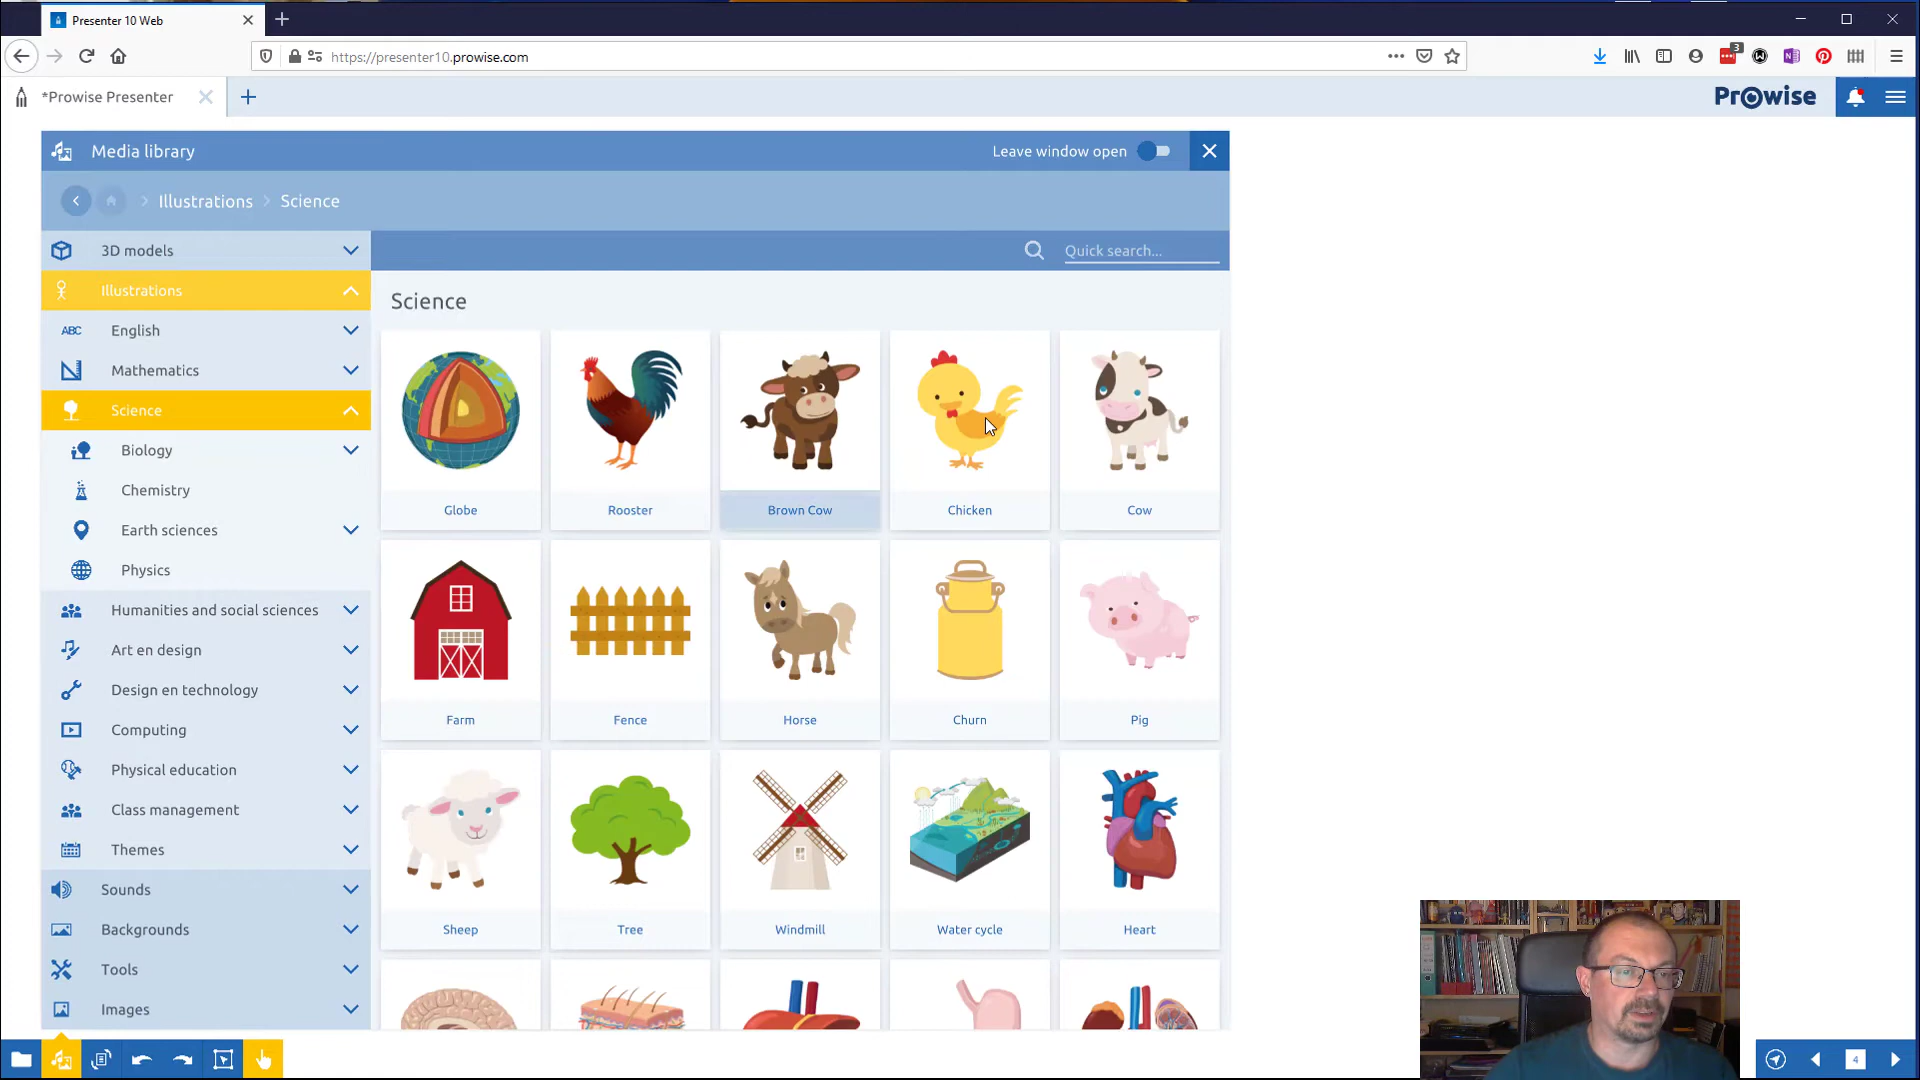 Presenter 10 Web
https://presenter10.prowise.com
3
*Prowise Presenter
Prowise
Media library
Leave window open
Illustrations
Science
3D models
Quick search...
Illustrations
Science
ABC
English
Mathematics
Science
Biology
Chemistry
Earth sciences
Physics
Humanities and social sciences
Art en design
Design en technology
Computing
Physical education
Class management
Themes
Sounds
Backgrounds
Tools
Images
Globe
Rooster
Brown Cow
Chicken
Cow
Farm
Fence
Horse
Churn
Pig
Sheep
Tree
Windmill
Water cycle
Heart
4